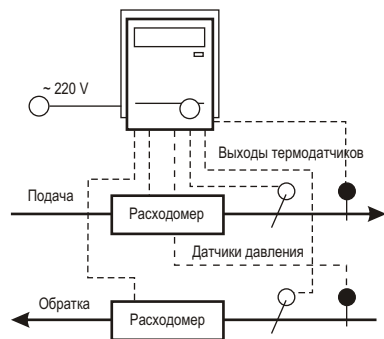 ~ 220 V
Выходы термодатчиков
Подача
Расходомер
Датчики давления
Обратка
Расходомер